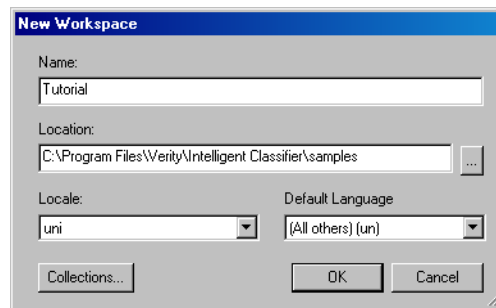 New Workspace
Name:
Tutorial
Location:
C:\Program Files\Verity\Intelligent Classifier\samples
...
Locale:
Default Language
uni
(All others) (un)
Collections...
OK
Cancel